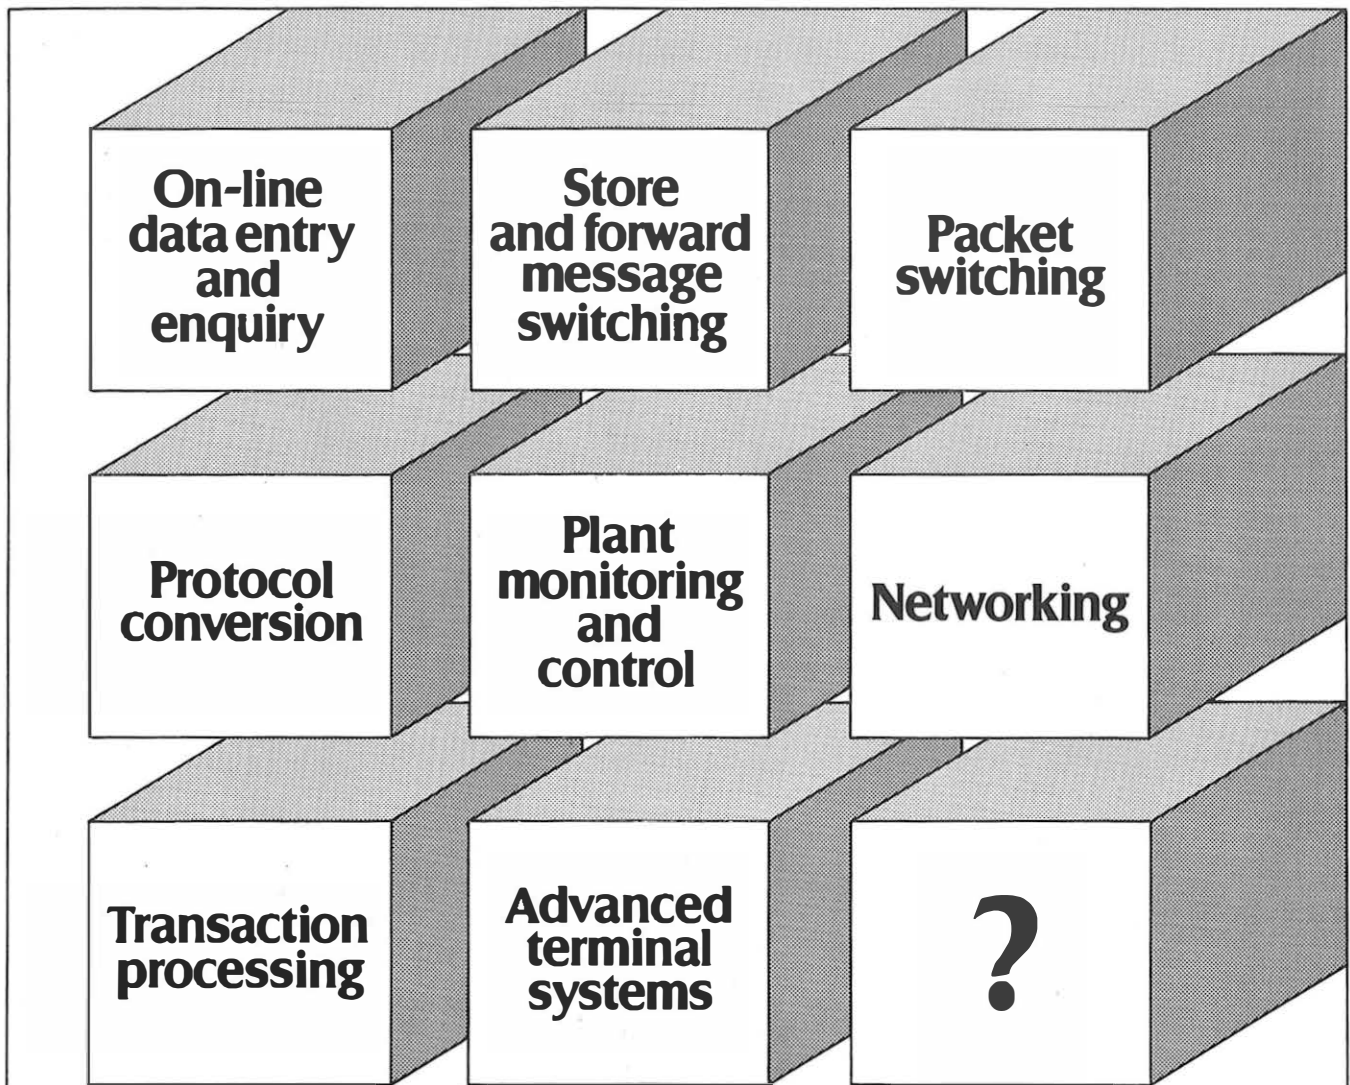 On-line
data entry
and
enquiry
Store
and forward
message
switching
Packet
switching
Protocol
conversion
Plant
monitoring
and
control
Networking
Transaction
processing
Advanced
terminal
systems
?